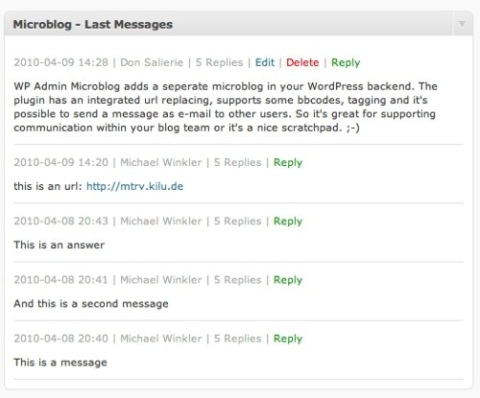 Microblog - Last Messages
2010-04-09 14:28 | Don Sallerie | 5 Replies | Edit | Delete | Reply
WP Admin Microblog adds a seperate microblog in your WordPress backend. The
plugin has an integrated url replacing, supports some bbcodes, tagging and it's
possible to send a message as e-mail to other users. So it's great for supporting
communication within your blog team or it's a nice scratchpad. ;-)
2010-04-09 14:20 | Michael Winkler | 5 Replies | Reply
this is an url: http://mtrv.kilu.de
2010-04-08 20:43 | Michael Winkler | 5 Replies | Reply
This is an answer
2010-04-08 20:41 | Michael Winkler | 5 Replies | Reply
And this is a second message
2010-04-08 20:40 | Michael Winkler | 5 Replies | Reply
This is a message